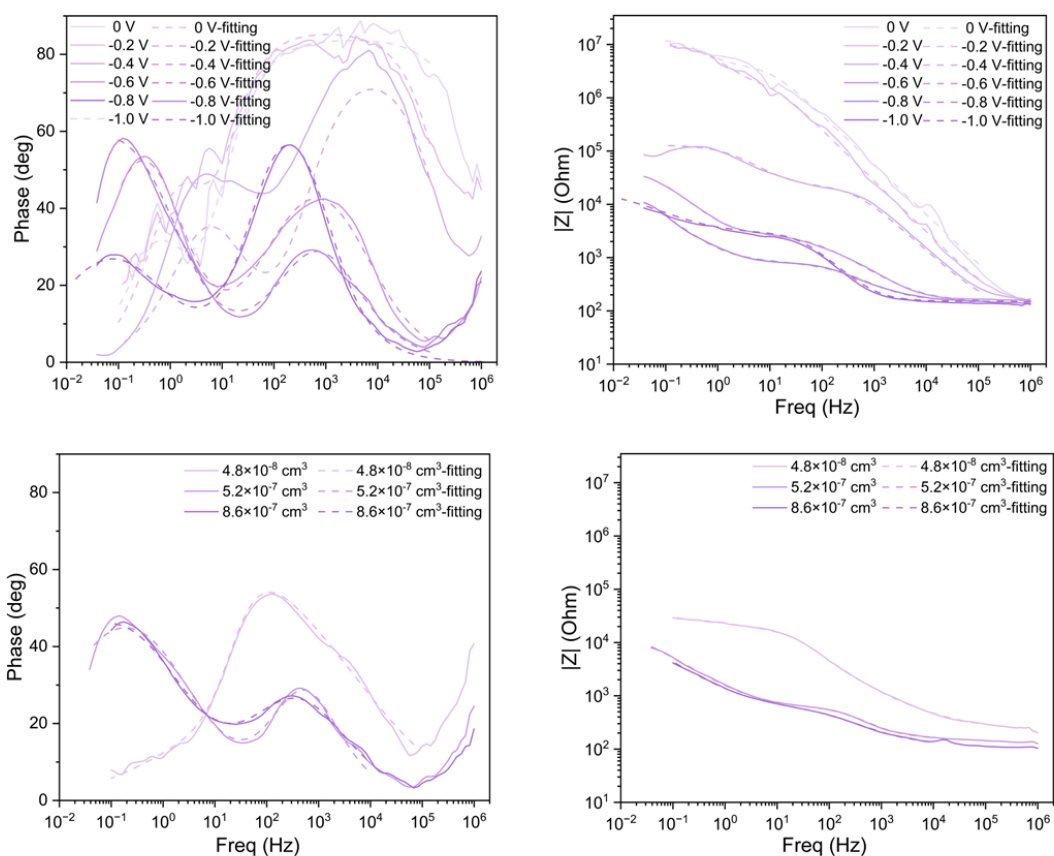 0 V 0 V-fitting
-0.2 V -0.2 V-fitting
-0.4 V -0.4 V-fitting
-0.6 V -0.6 V-fitting
-0.8 V -0.8 V-fitting
-1.0 V -1.0 V-fitting
80
60
40
20
0
Phase (deg)
10⁻² 10⁻¹ 10⁰ 10¹ 10² 10³ 10⁴ 10⁵ 10⁶
Freq (Hz)
0 V 0 V-fitting
-0.2 V -0.2 V-fitting
-0.4 V -0.4 V-fitting
-0.6 V -0.6 V-fitting
-0.8 V -0.8 V-fitting
-1.0 V -1.0 V-fitting
10⁷
10⁶
10⁵
10⁴
10³
10²
10¹
|Z| (Ohm)
10⁻² 10⁻¹ 10⁰ 10¹ 10² 10³ 10⁴ 10⁵ 10⁶
Freq (Hz)
4.8×10⁻⁸ cm³ 4.8×10⁻⁸ cm³-fitting
5.2×10⁻⁷ cm³ 5.2×10⁻⁷ cm³-fitting
8.6×10⁻⁷ cm³ 8.6×10⁻⁷ cm³-fitting
80
60
40
20
0
Phase (deg)
10⁻² 10⁻¹ 10⁰ 10¹ 10² 10³ 10⁴ 10⁵ 10⁶
Freq (Hz)
4.8×10⁻⁸ cm³ 4.8×10⁻⁸ cm³-fitting
5.2×10⁻⁷ cm³ 5.2×10⁻⁷ cm³-fitting
8.6×10⁻⁷ cm³ 8.6×10⁻⁷ cm³-fitting
10⁷
10⁶
10⁵
10⁴
10³
10²
10¹
|Z| (Ohm)
10⁻² 10⁻¹ 10⁰ 10¹ 10² 10³ 10⁴ 10⁵ 10⁶
Freq (Hz)